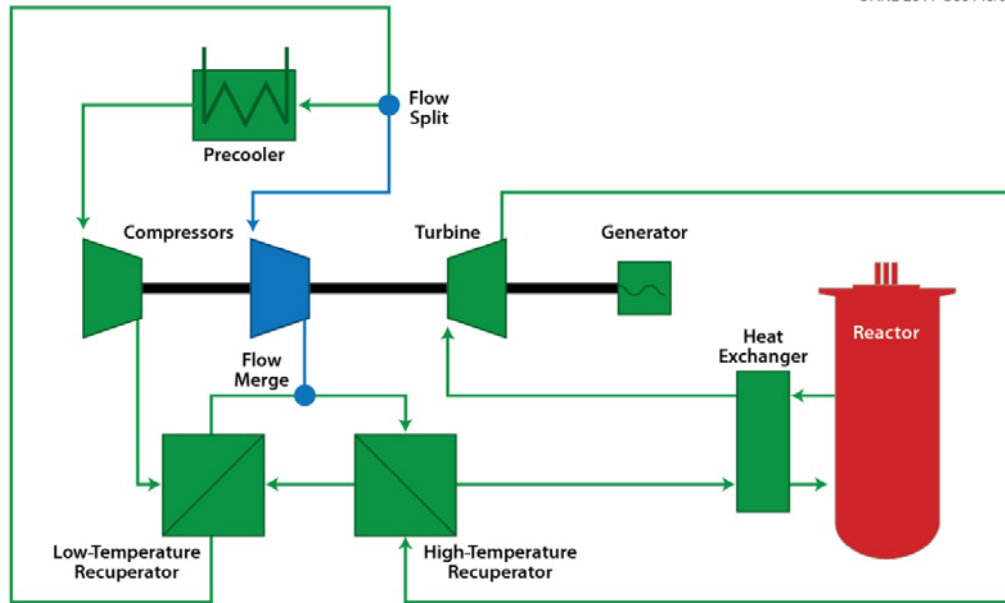 Flow
Split
Precooler
Compressors
Turbine
Generator
Reactor
Heat
Exchanger
Flow
Merge
Low-Temperature
Recuperator
High-Temperature
Recuperator